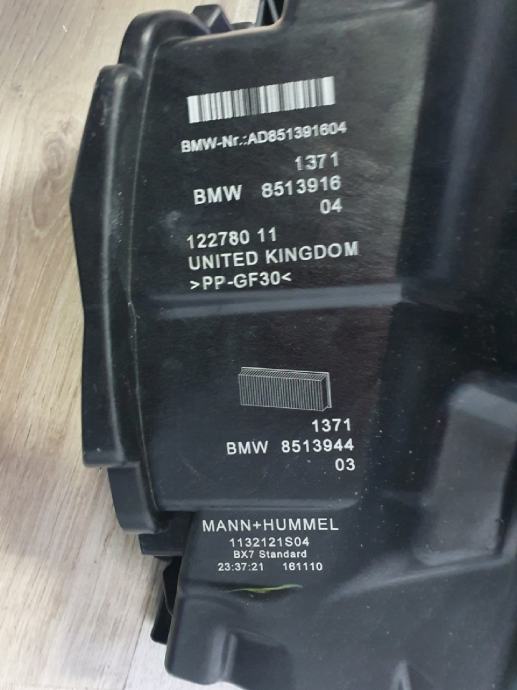 BMW-Nr.:AD851391604
1371
BMW 8513916
04
122780 11
UNITED KINGDOM
>PP-GF30<
1371
BMW 8513944
03
MANN+HUMMEL
1132121S04
BX7 Standard
23:37:21 161110